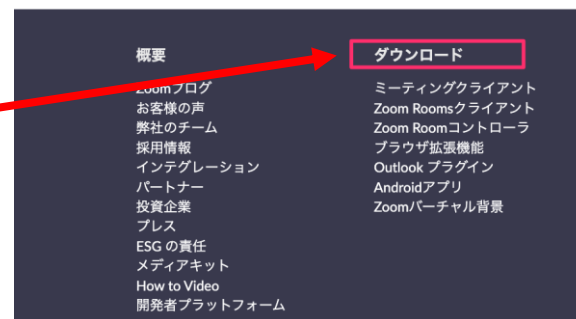 概要
Zoomブログ
お客様の声
弊社のチーム
採用情報
インテグレーション
パートナー
投資企業
プレス
ESG の責任
メディアキット
How to Video
開発者プラットフォーム
ダウンロード
ミーティングクライアント
Zoom Roomsクライアント
Zoom Roomコントローラ
ブラウザ拡張機能
Outlook プラグイン
Androidアプリ
Zoomバーチャル背景